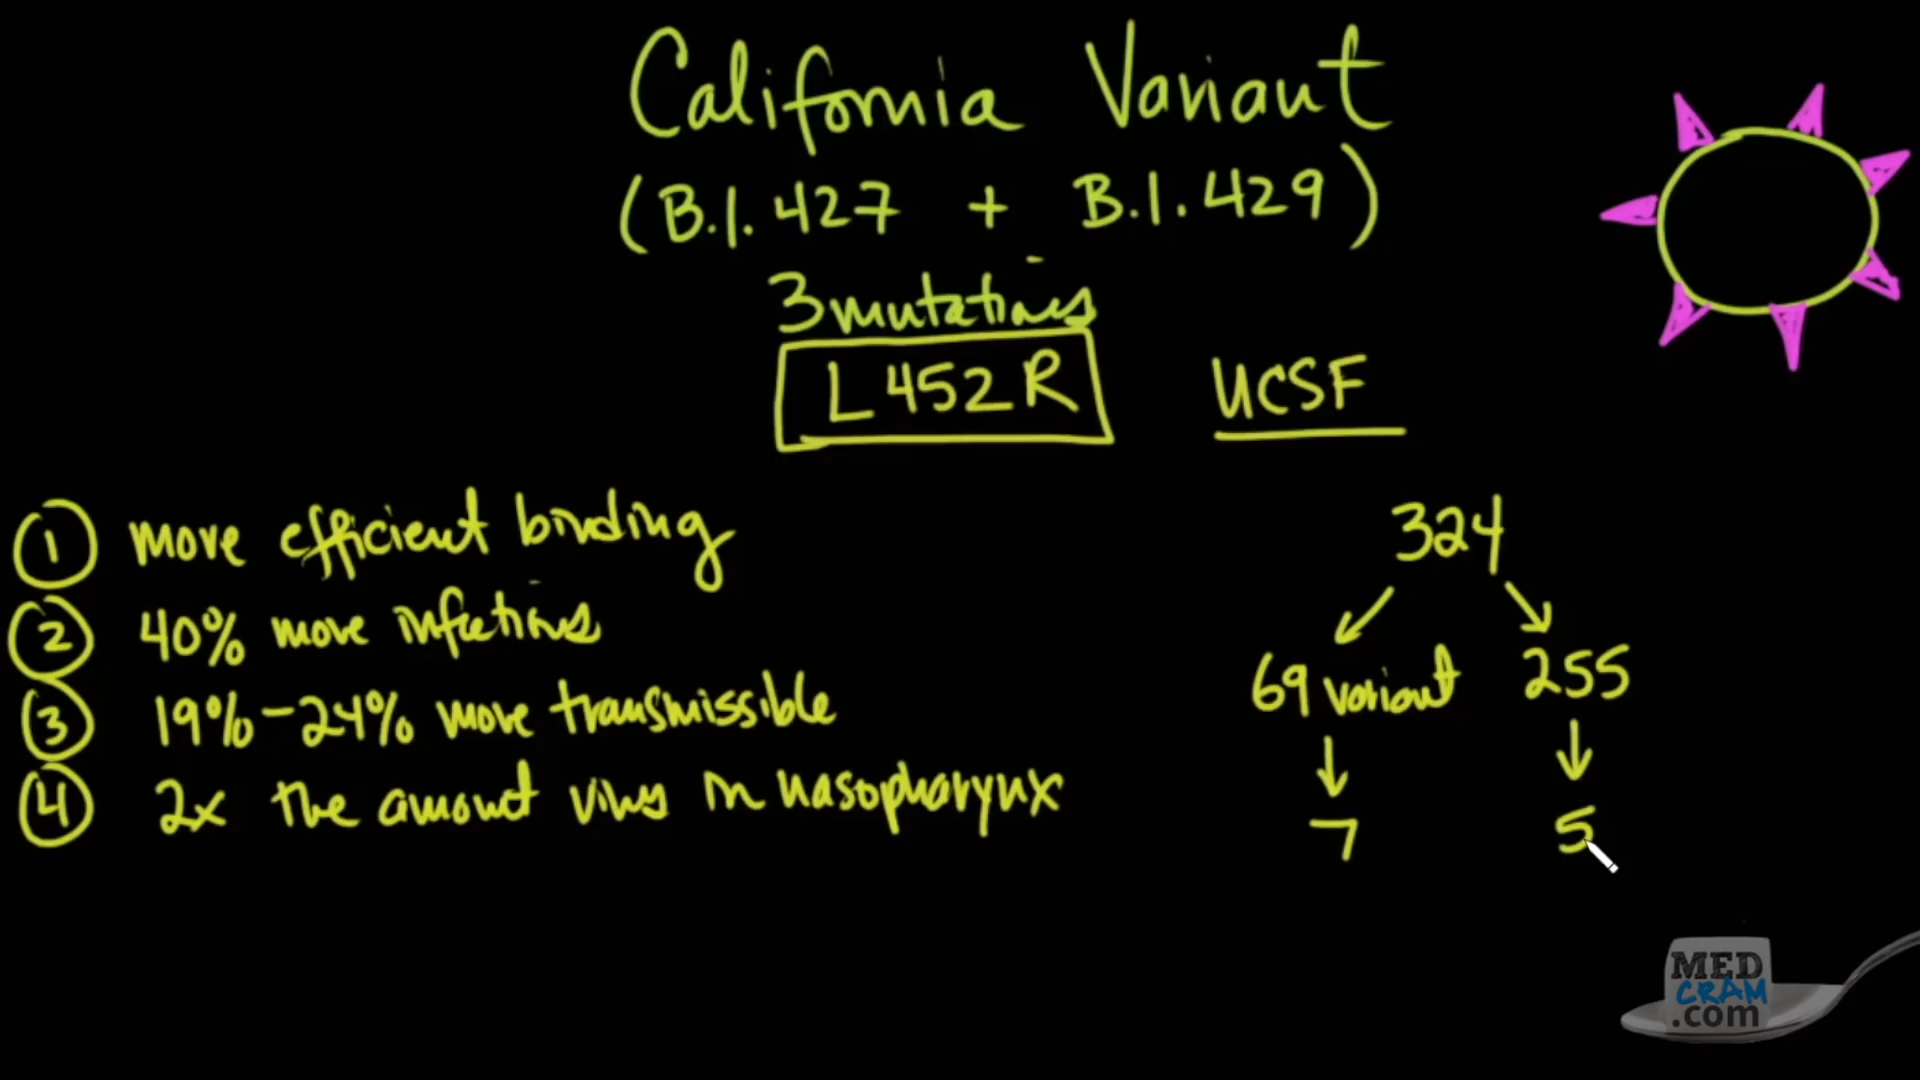 California Variant
(B.1.427 + B.1.429)
3 mutations
L452R UCSF
1 more efficient binding
2 40% more infections
3 19%-24% more transmissible
4 2x the amount virus in nasopharynx
324
69 variant 255
7 5
MED
CRAM
.com